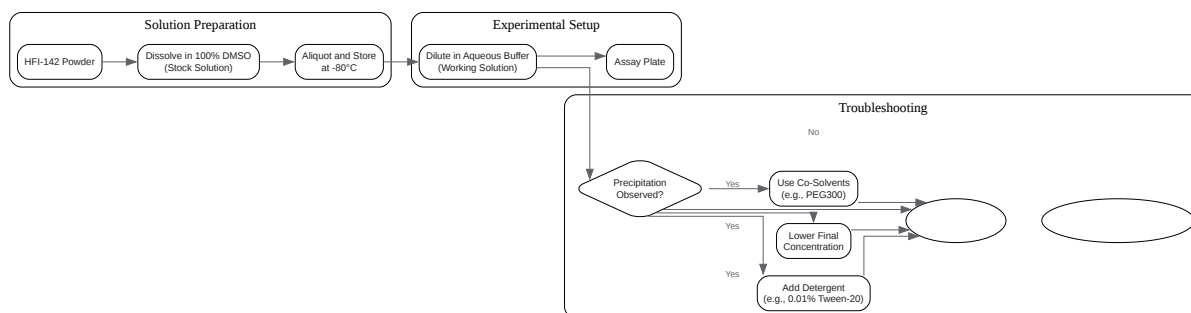 Solution Preparation
HFI-142 Powder
Dissolve in 100% DMSO
(Stock Solution)
Aliquot and Store
at -80°C
Experimental Setup
Dilute in Aqueous Buffer
(Working Solution)
Assay Plate
Troubleshooting
No
Precipitation
Observed?
Yes
Use Co-Solvents
(e.g., PEG300)
Yes
Lower Final
Concentration
Yes
Add Detergent
(e.g., 0.01% Tween-20)